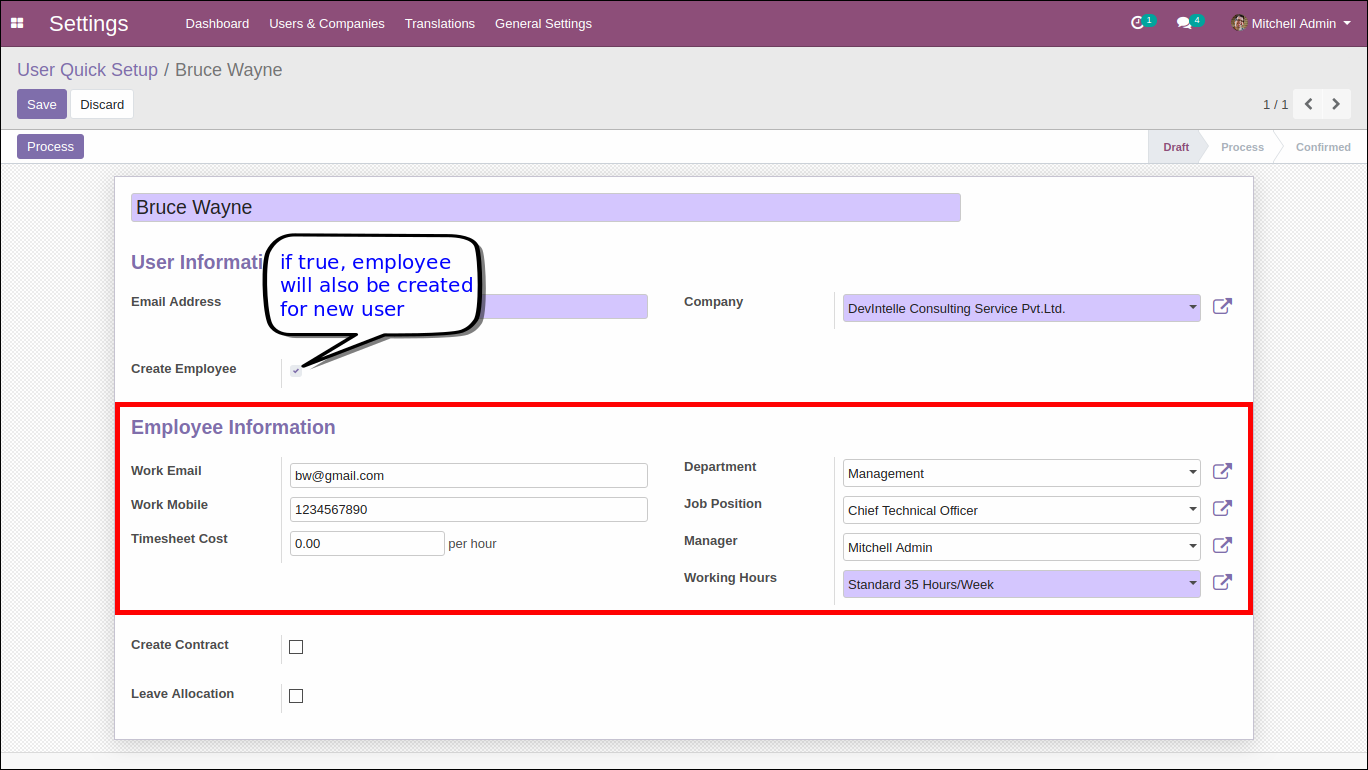 Settings
Dashboard
Users & Companies
Translations
General Settings
1
4
Mitchell Admin
User Quick Setup / Bruce Wayne
Save
Discard
1 / 1
Process
Draft
Process
Confirmed
Bruce Wayne
User Informati
if true, employee
will also be created
for new user
Email Address
Company
DevIntelle Consulting Service Pvt.Ltd.
Create Employee
Employee Information
Work Email
bw@gmail.com
Work Mobile
1234567890
Timesheet Cost
0.00
per hour
Department
Management
Job Position
Chief Technical Officer
Manager
Mitchell Admin
Working Hours
Standard 35 Hours/Week
Create Contract
Leave Allocation